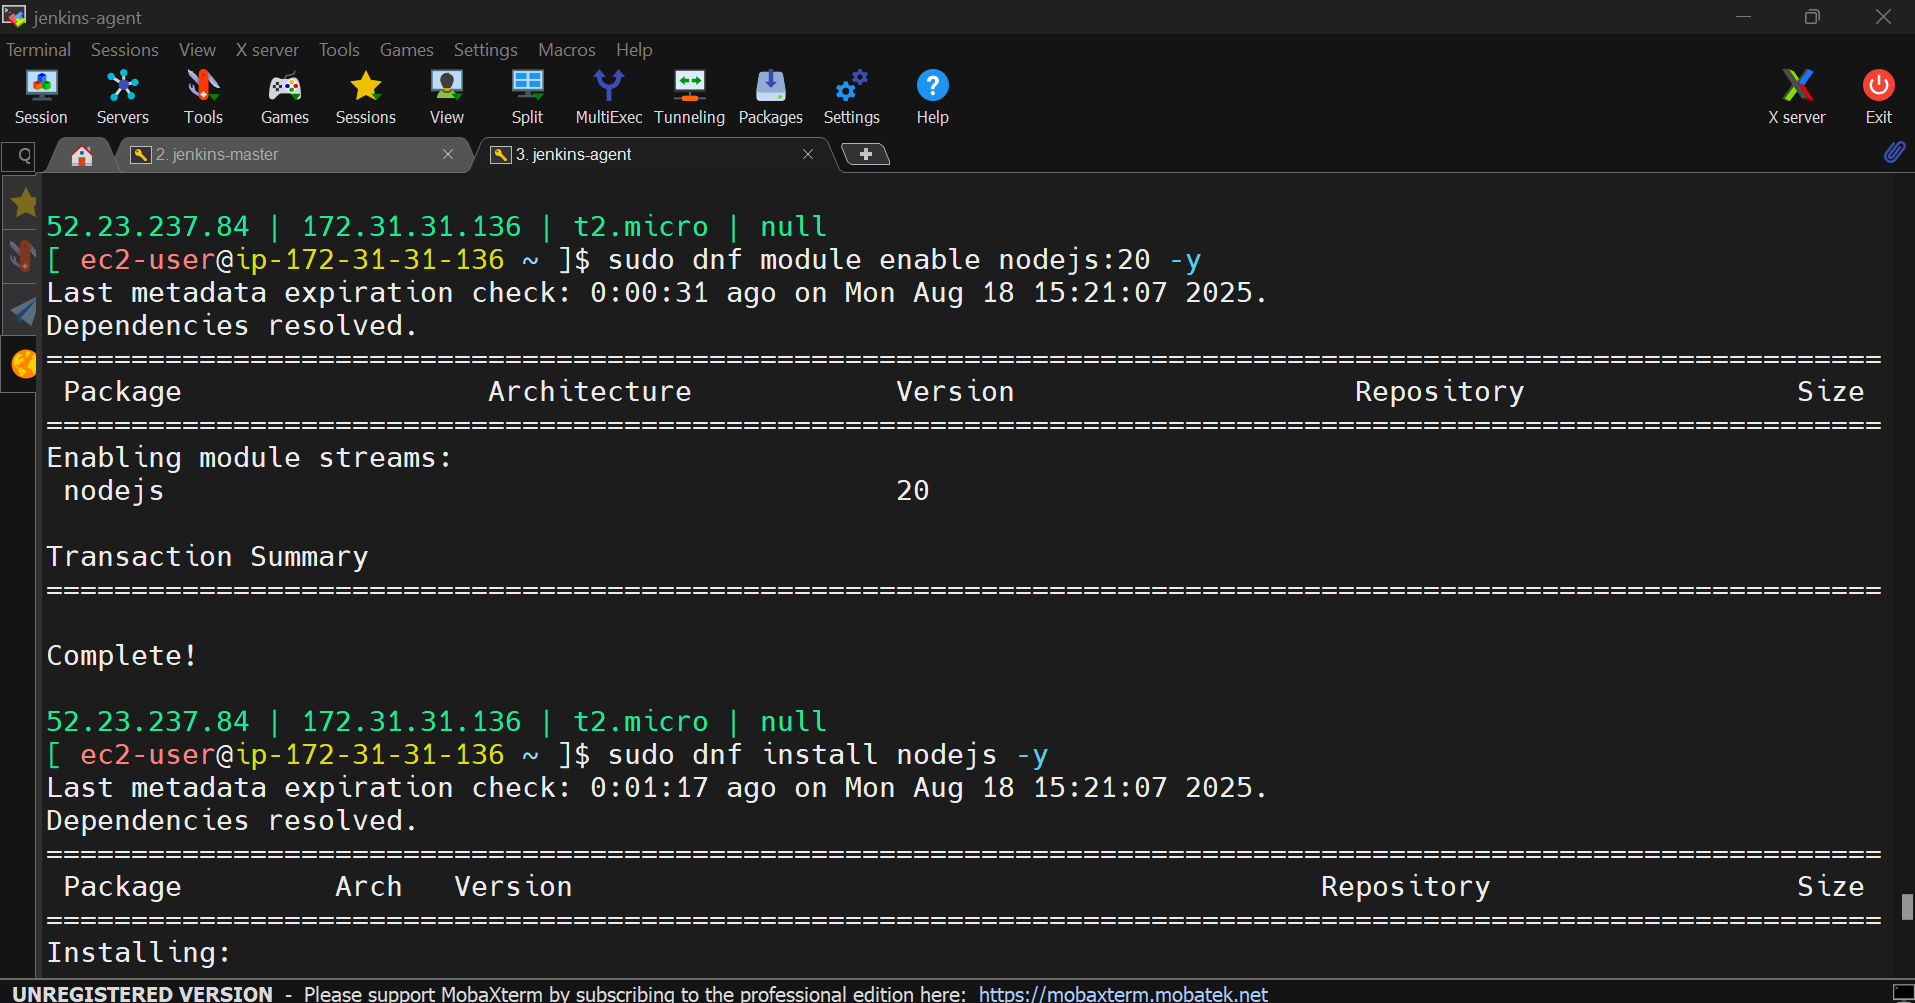 jenkins-agent
Terminal Sessions View X server Tools Games Settings Macros Help
Session Servers Tools Games Sessions View Split MultiExec Tunneling Packages Settings Help X server Exit
2. jenkins-master 3. jenkins-agent
52.23.237.84 | 172.31.31.136 | t2.micro | null
[ ec2-user@ip-172-31-31-136 ~ ]$ sudo dnf module enable nodejs:20 -y
Last metadata expiration check: 0:00:31 ago on Mon Aug 18 15:21:07 2025.
Dependencies resolved.
============================================================================================================
Package Architecture Version Repository Size
============================================================================================================
Enabling module streams:
nodejs 20
Transaction Summary
============================================================================================================
Complete!
52.23.237.84 | 172.31.31.136 | t2.micro | null
[ ec2-user@ip-172-31-31-136 ~ ]$ sudo dnf install nodejs -y
Last metadata expiration check: 0:01:17 ago on Mon Aug 18 15:21:07 2025.
Dependencies resolved.
============================================================================================================
Package Arch Version Repository Size
============================================================================================================
Installing:
UNREGISTERED VERSION - Please support MobaXterm by subscribing to the professional edition here: https://mobaxterm.mobatek.net